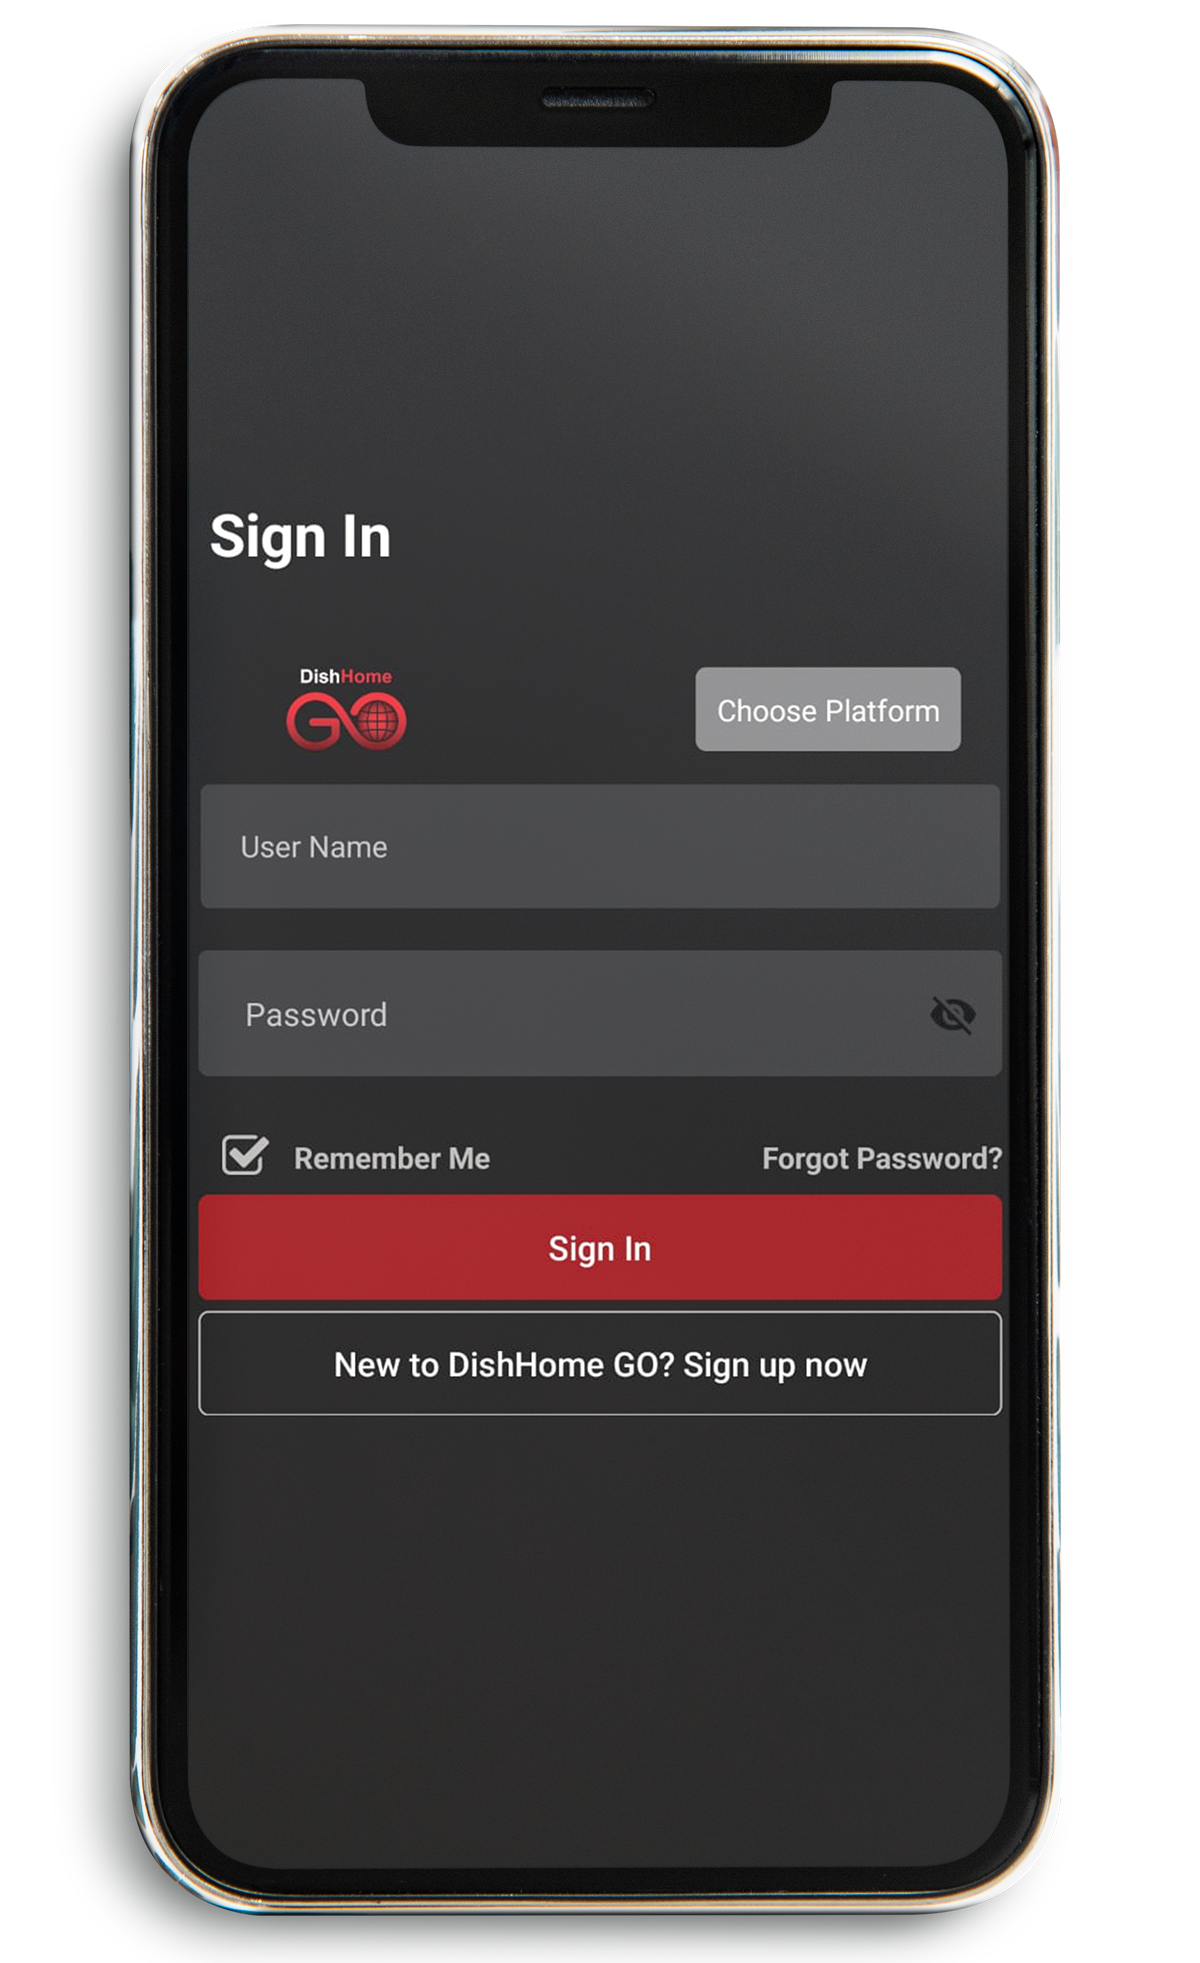 Sign In
DishHome
GO
Choose Platform
User Name
Password
Remember Me
Forgot Password?
Sign In
New to DishHome GO? Sign up now